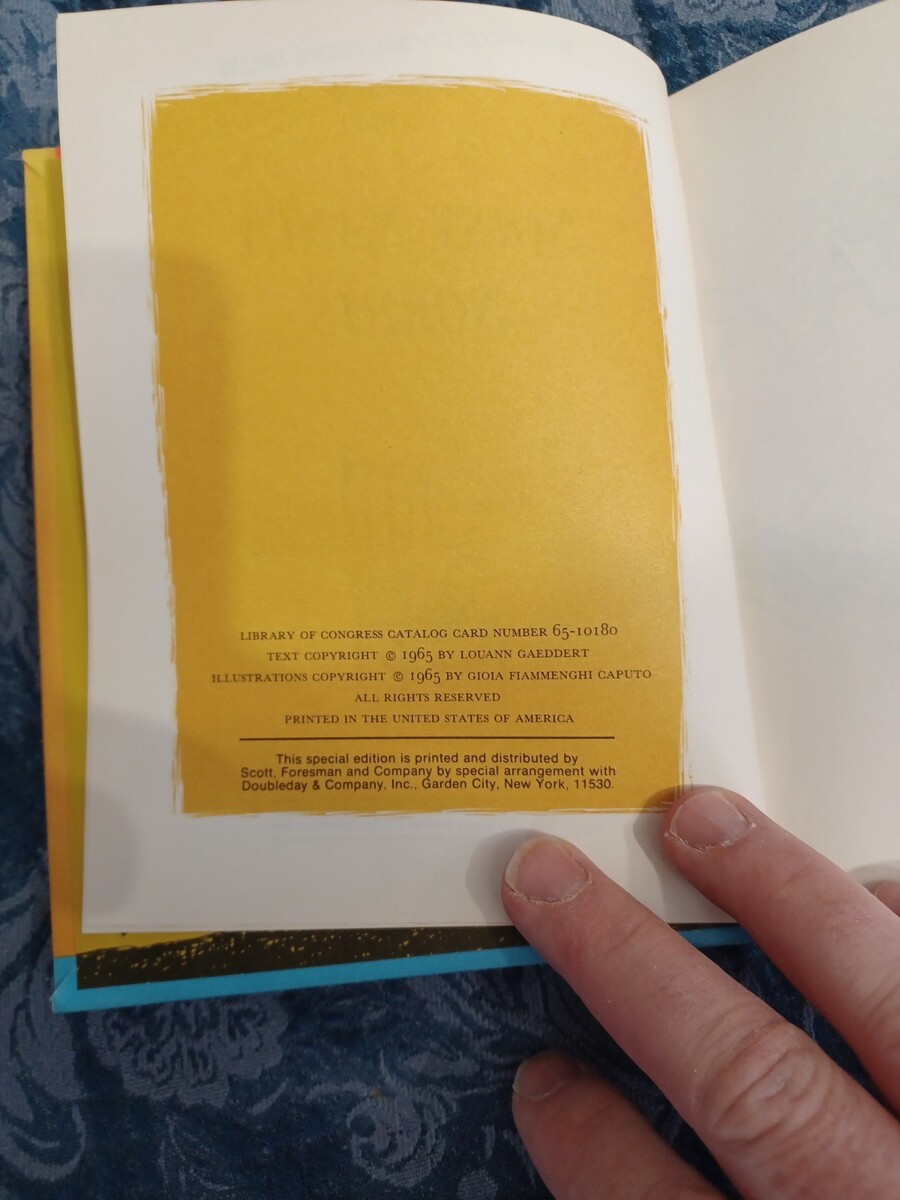 LIBRARY OF CONGRESS CATALOG CARD NUMBER 65-10180
TEXT COPYRIGHT © 1965 BY LOUANN GAEDDERT
ILLUSTRATIONS COPYRIGHT © 1965 BY GIOIA FIAMMENGHI CAPUTO
ALL RIGHTS RESERVED
PRINTED IN THE UNITED STATES OF AMERICA
This special edition is printed and distributed by
Scott, Foresman and Company by special arrangement with
Doubleday & Company, Inc., Garden City, New York, 11530.